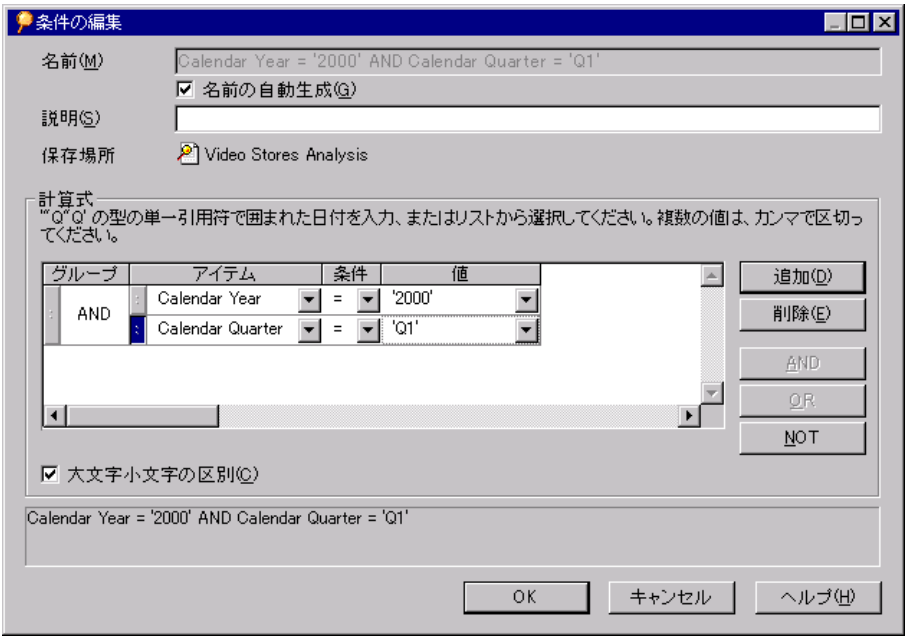 条件の編集
名前(M) Calendar Year = '2000' AND Calendar Quarter = 'Q1'
名前の自動生成(G)
説明(S)
保存場所 Video Stores Analysis
計算式
'"Q"Q' の型の単一引用符で囲まれた日付を入力、またはリストから選択してください。複数の値は、カンマで区切っ
てください。
グループ アイテム 条件 値 追加(D)
AND Calendar Year = '2000'
Calendar Quarter = 'Q1' 削除(E)
AND
OR
NOT
大文字小文字の区別(C)
Calendar Year = '2000' AND Calendar Quarter = 'Q1'
OK キャンセル ヘルプ(H)